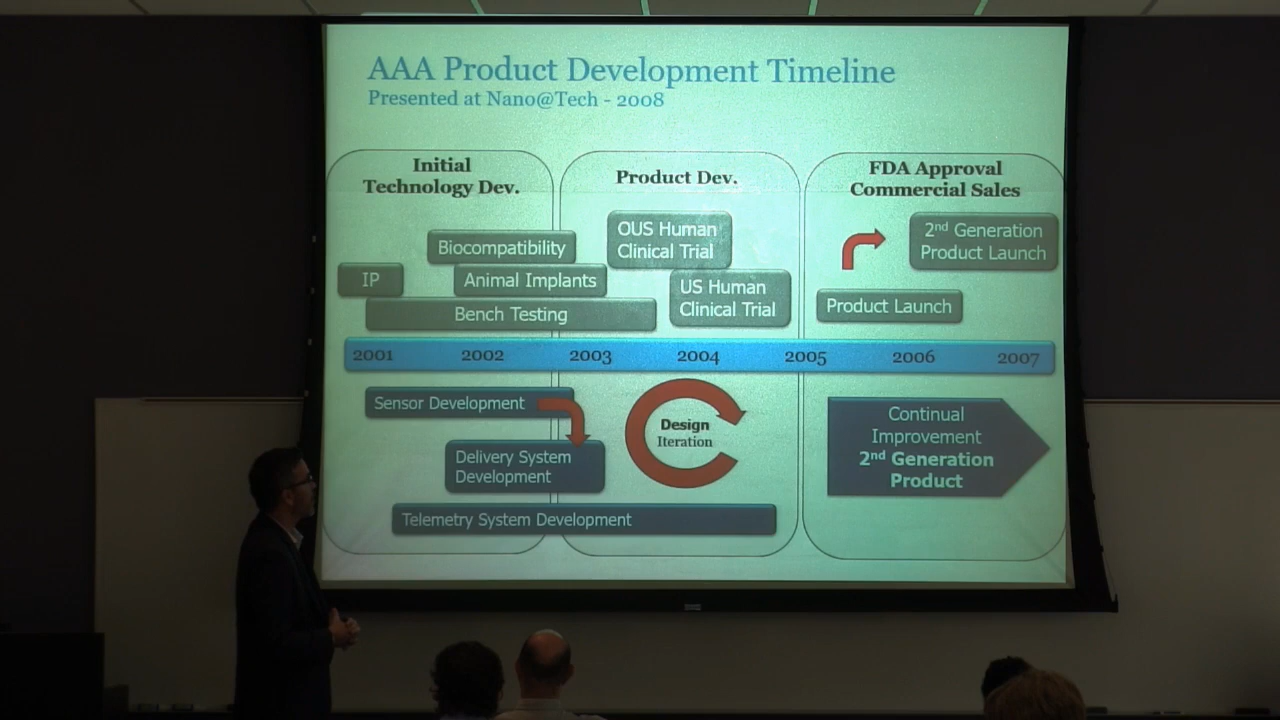 AAA Product Development Timeline
Presented at Nano@Tech - 2008
Initial
Technology Dev.
Product Dev.
FDA Approval
Commercial Sales
Biocompatibility
IP
Animal Implants
Bench Testing
OUS Human
Clinical Trial
US Human
Clinical Trial
2nd Generation
Product Launch
Product Launch
2001 2002 2003 2004 2005 2006 2007
Sensor Development
Delivery System
Development
Telemetry System Development
Design
Iteration
Continual
Improvement
2nd Generation
Product